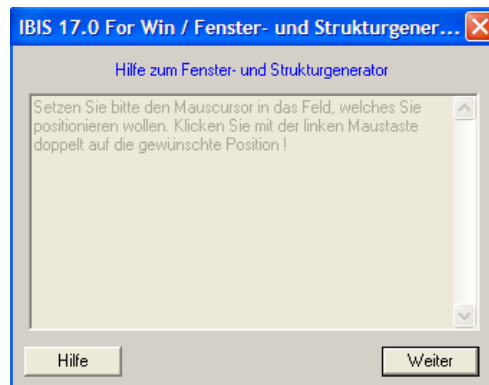 IBIS 17.0 For Win / Fenster- und Strukturgener...
Hilfe zum Fenster- und Strukturgenerator
Setzen Sie bitte den Mauscursor in das Feld, welches Sie
positionieren wollen. Klicken Sie mit der linken Maustaste
doppelt auf die gewünschte Position !
Hilfe
Weiter